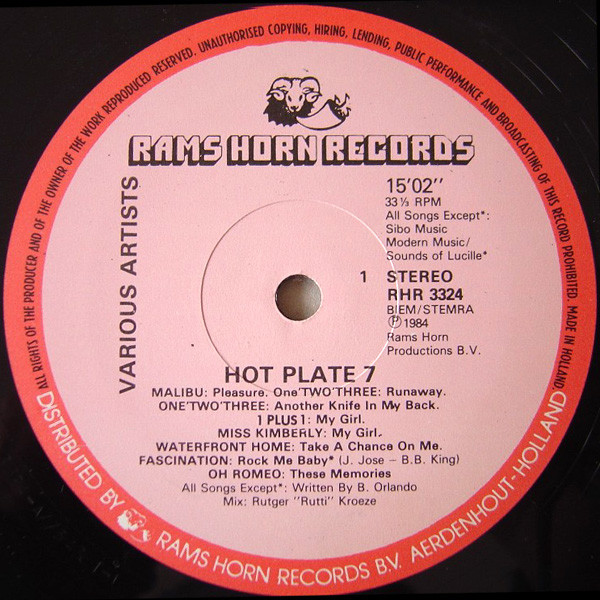 ALL RIGHTS OF THE PRODUCER AND OF THE OWNER OF THE WORK REPRODUCED RESERVED. UNAUTHORISED COPYING, HIRING, LENDING, PUBLIC PERFORMANCE AND BROADCASTING OF THIS RECORD PROHIBITED. MADE IN HOLLAND.
RAMS HORN RECORDS
VARIOUS ARTISTS
15'02"
33⅓ RPM
All Songs Except*:
Sibo Music
Modern Music/
Sounds of Lucille*
1 STEREO
RHR 3324
BIEM/STEMRA
Ⓟ 1984
Rams Horn
Productions B.V.
HOT PLATE 7
MALIBU: Pleasure. One'TWO'THREE: Runaway.
ONE'TWO'THREE: Another Knife In My Back.
1 PLUS 1: My Girl.
MISS KIMBERLY: My Girl.
WATERFRONT HOME: Take A Chance On Me.
FASCINATION: Rock Me Baby* (J. Jose – B.B. King)
OH ROMEO: These Memories
All Songs Except*: Written By B. Orlando
Mix: Rutger "Rutti" Kroeze
DISTRIBUTED BY RAMS HORN RECORDS B.V. AERDENHOUT-HOLLAND